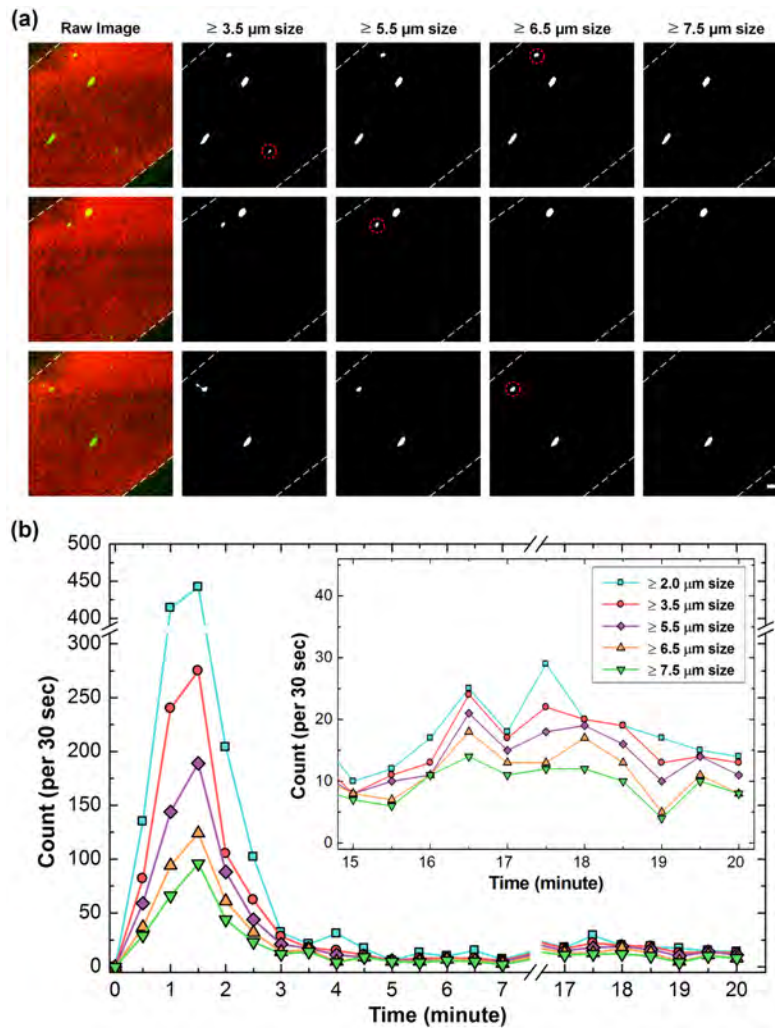 (a)
Raw Image ≥ 3.5 µm size ≥ 5.5 µm size ≥ 6.5 µm size ≥ 7.5 µm size
(b)
500
450
400
300
250
200
150
100
50
0
Count (per 30 sec)
0 1 2 3 4 5 6 7 17 18 19 20
Time (minute)
40
30
20
10
0
Count (per 30 sec)
15 16 17 18 19 20
Time (minute)
≥ 2.0 µm size
≥ 3.5 µm size
≥ 5.5 µm size
≥ 6.5 µm size
≥ 7.5 µm size